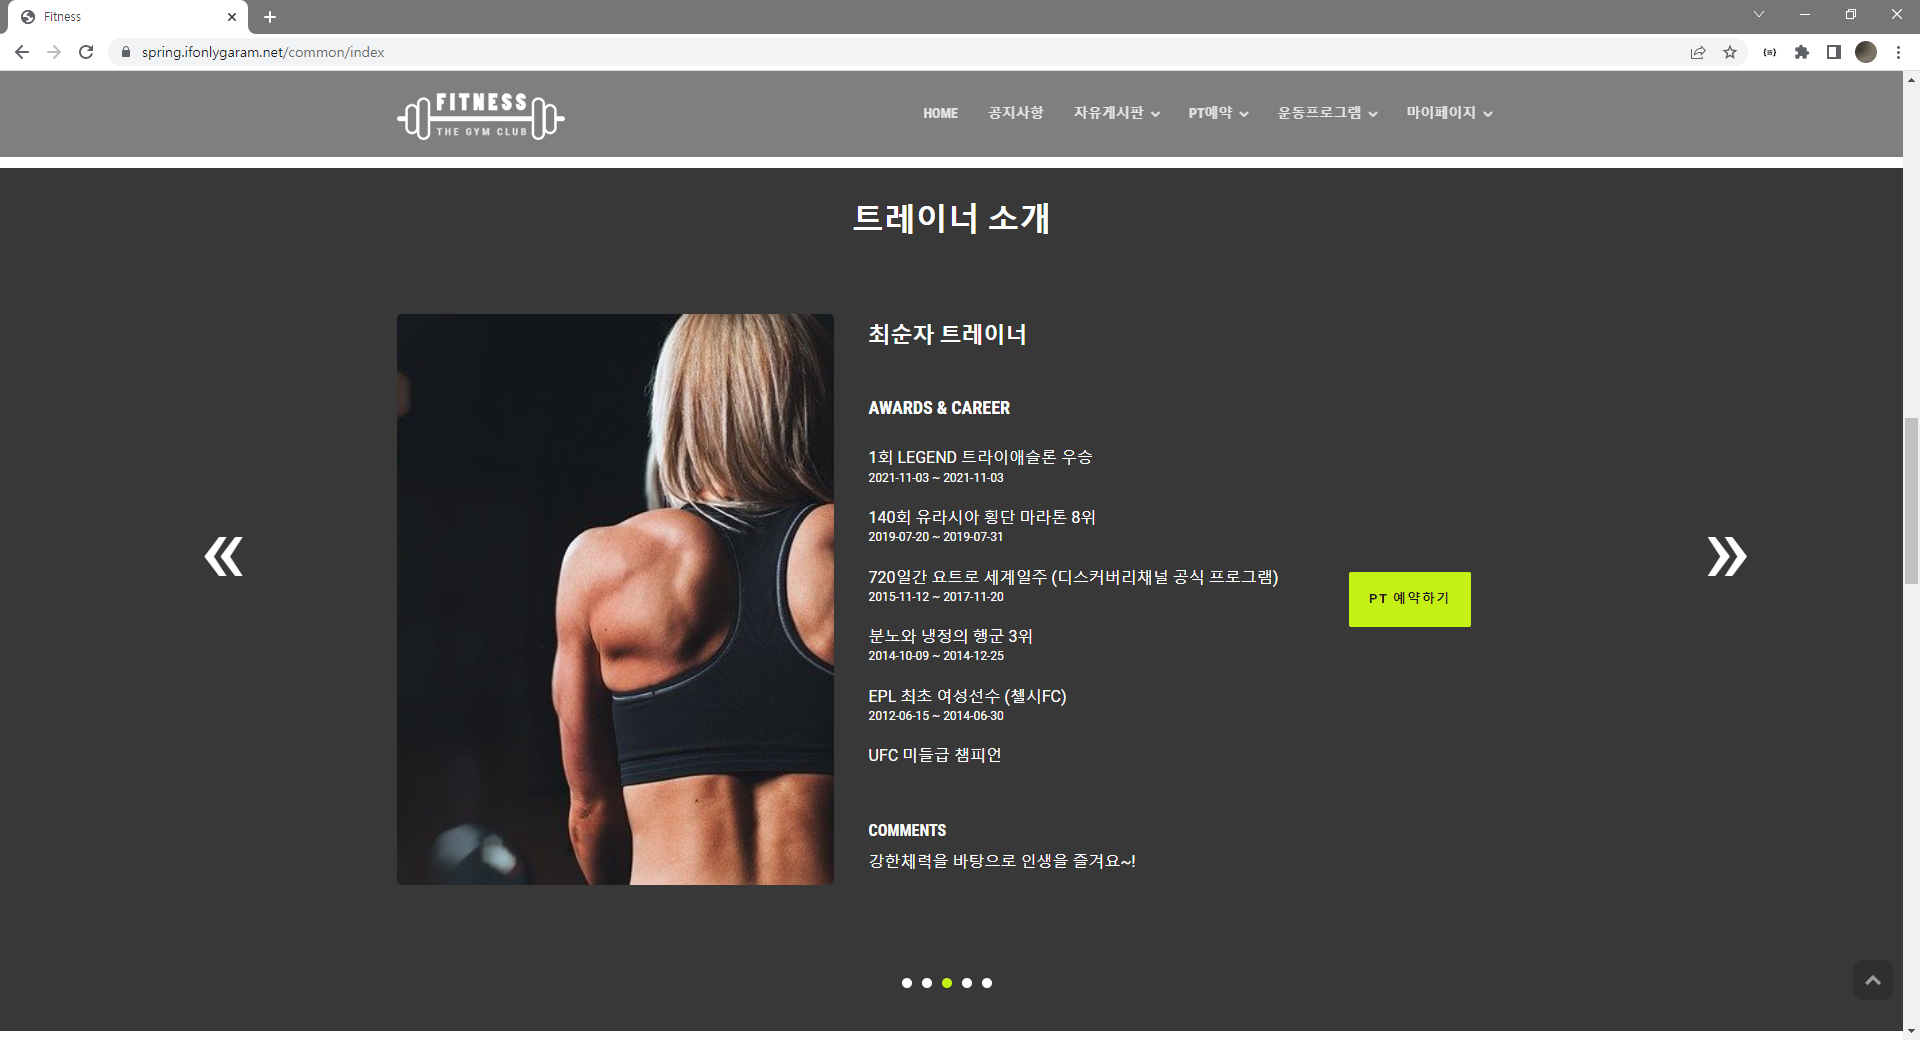 Fitness
spring.ifonlygaram.net/common/index
FITNESS
THE GYM CLUB
HOME 공지사항 자유게시판 PT예약 운동프로그램 마이페이지
트레이너 소개
최순자 트레이너
AWARDS & CAREER
1회 LEGEND 트라이애슬론 우승
2021-11-03 ~ 2021-11-03
140회 유라시아 횡단 마라톤 8위
2019-07-20 ~ 2019-07-31
720일간 요트로 세계일주 (디스커버리채널 공식 프로그램)
2015-11-12 ~ 2017-11-20
PT 예약하기
분노와 냉정의 행군 3위
2014-10-09 ~ 2014-12-25
EPL 최초 여성선수 (첼시FC)
2012-06-15 ~ 2014-06-30
UFC 미들급 챔피언
COMMENTS
강한체력을 바탕으로 인생을 즐겨요~!